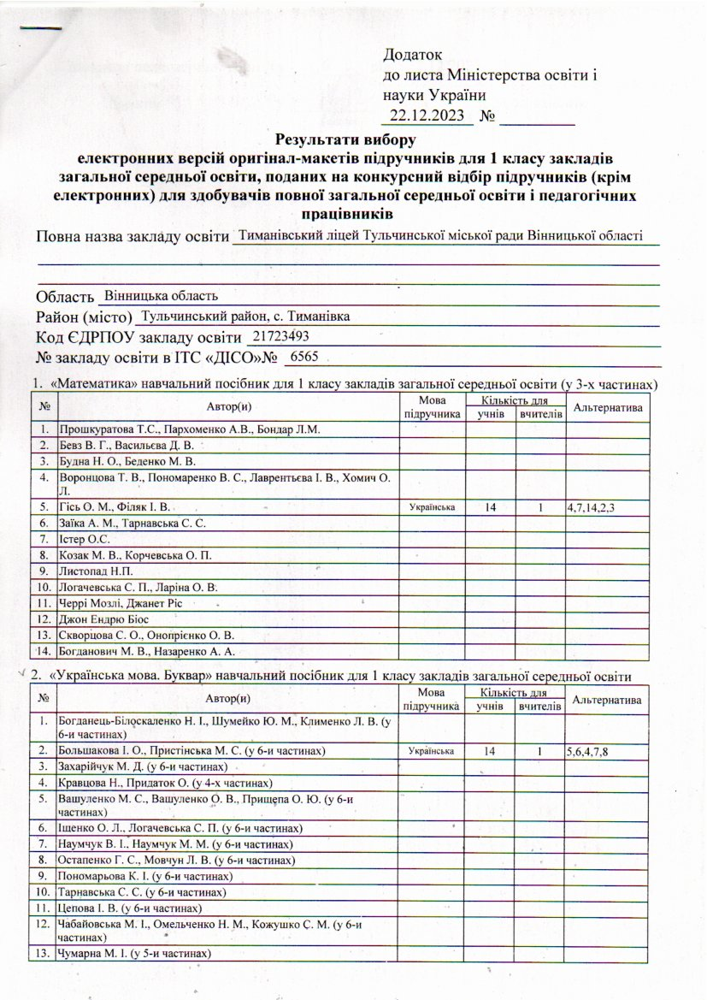 Додаток
до листа Міністерства освіти і
науки України
22.12.2023 № ___________
Результати вибору
електронних версій оригінал-макетів підручників для 1 класу закладів
загальної середньої освіти, поданих на конкурсний відбір підручників (крім
електронних) для здобувачів повної загальної середньої освіти і педагогічних
працівників
Повна назва закладу освіти Тиманівський ліцей Тульчинської міської ради Вінницької області
Область Вінницька область
Район (місто) Тульчинський район, с. Тиманівка
Код ЄДРПОУ закладу освіти 21723493
№ закладу освіти в ІТС «ДІСО»№ 6565
1. «Математика» навчальний посібник для 1 класу закладів загальної середньої освіти (у 3-х частинах)
№ Автор(и) Мова підручника Кількість для учнів вчителів Альтернатива
1. Прошкуратова Т.С., Пархоменко А.В., Бондар Л.М.
2. Бевз В. Г., Васильєва Д. В.
3. Будна Н. О., Беденко М. В.
4. Воронцова Т. В., Пономаренко В. С., Лаврентьєва І. В., Хомич О.
Л.
5. Гісь О. М., Філяк І. В. Українська 14 1 4,7,14,2,3
6. Заїка А. М., Тарнавська С. С.
7. Істер О.С.
8. Козак М. В., Корчевська О. П.
9. Листопад Н.П.
10. Логачевська С. П., Ларіна О. В.
11. Черрі Мозлі, Джанет Ріс
12. Джон Ендрю Біос
13. Скворцова С. О., Онопрієнко О. В.
14. Богданович М. В., Назаренко А. А.
2. «Українська мова. Буквар» навчальний посібник для 1 класу закладів загальної середньої освіти
№ Автор(и) Мова підручника Кількість для учнів вчителів Альтернатива
1. Богданець-Білоскаленко Н. І., Шумейко Ю. М., Клименко Л. В. (у
6-и частинах)
2. Большакова І. О., Пристінська М. С. (у 6-и частинах) Українська 14 1 5,6,4,7,8
3. Захарійчук М. Д. (у 6-и частинах)
4. Кравцова Н., Придаток О. (у 4-х частинах)
5. Вашуленко М. С., Вашуленко О. В., Прищепа О. Ю. (у 6-и
частинах)
6. Іщенко О. Л., Логачевська С. П. (у 6-и частинах)
7. Наумчук В. І., Наумчук М. М. (у 6-и частинах)
8. Остапенко Г. С., Мовчун Л. В. (у 6-и частинах)
9. Пономарьова К. І. (у 6-и частинах)
10. Тарнавська С. С. (у 6-и частинах)
11. Цепова І. В. (у 6-и частинах)
12. Чабайовська М. І., Омельченко Н. М., Кожушко С. М. (у 6-и
частинах)
13. Чумарна М. І. (у 5-и частинах)